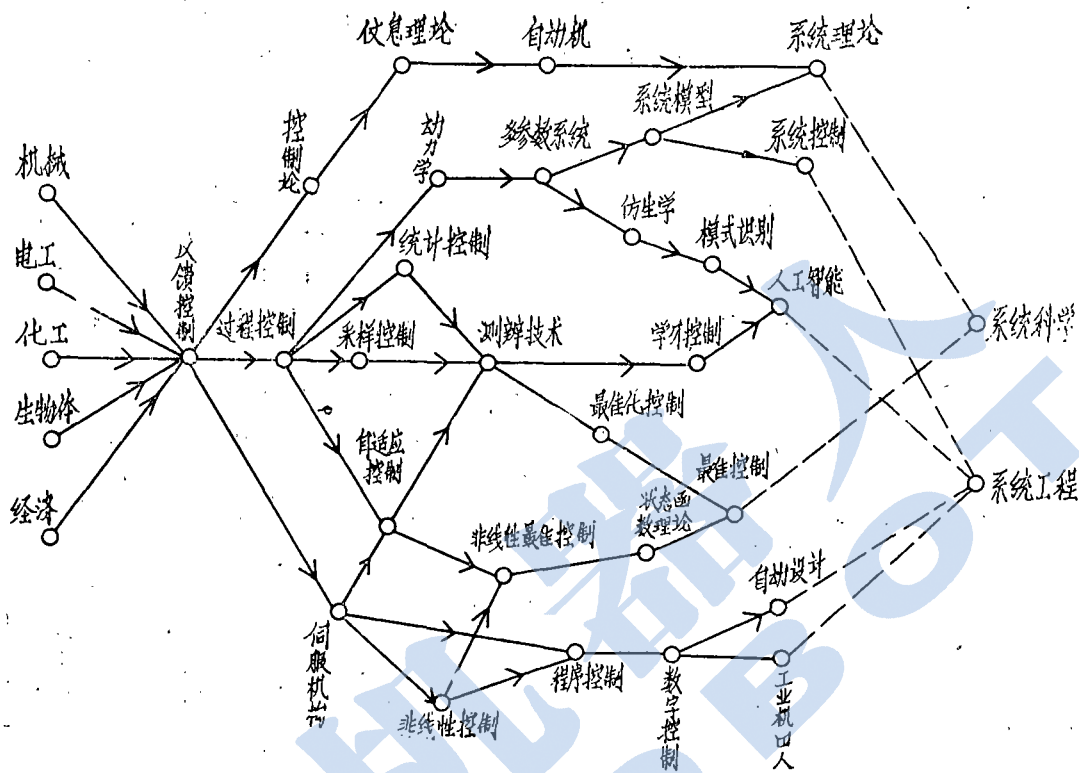 信息理论
自动机
系统理论
控制论
动力学
多参数系统
系统模型
系统控制
机械
仿生学
模式识别
统计控制
电工
反馈控制
人工智能
化工
过程控制
采样控制
测辨技术
学习控制
系统科学
生物体
最佳化控制
自适应
控制
最佳控制
经济
非线性最佳控制
状态函
数理论
系统工程
自动设计
伺服机构
非线性控制
程序控制
数字控制
工业机口人
机器人
BOT